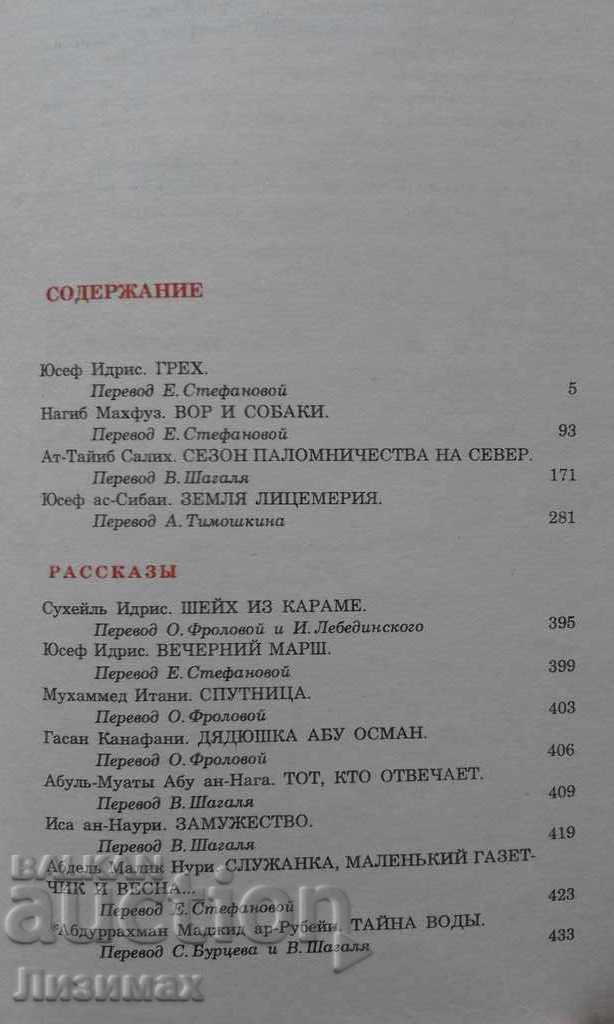 СОДЕРЖАНИЕ
Юсеф Идрис. ГРЕХ.
Перевод Е. Стефановой 5
Нагиб Махфуз. ВОР И СОБАКИ.
Перевод Е. Стефановой 93
Ат-Тайиб Салих. СЕЗОН ПАЛОМНИЧЕСТВА НА СЕВЕР.
Перевод В. Шагаля 171
Юсеф ас-Сибаи. ЗЕМЛЯ ЛИЦЕМЕРИЯ.
Перевод А. Тимошкина 281
РАССКАЗЫ
Сухейль Идрис. ШЕЙХ ИЗ КАРАМЕ.
Перевод О. Фроловой и И. Лебединского 395
Юсеф Идрис. ВЕЧЕРНИЙ МАРШ.
Перевод Е. Стефановой 399
Мухаммед Итани. СПУТНИЦА.
Перевод О. Фроловой 403
Гасан Канафани. ДЯДЮШКА АБУ ОСМАН.
Перевод О. Фроловой 406
Абуль-Муаты Абу ан-Нага. ТОТ, КТО ОТВЕЧАЕТ.
Перевод В. Шагаля 409
Иса ан-Наури. ЗАМУЖЕСТВО.
Перевод В. Шагаля 419
Абдель Малик Нури. СЛУЖАНКА, МАЛЕНЬКИЙ ГАЗЕТ-
ЧИК И ВЕСНА...
Перевод Е. Стефановой 423
*Абдуррахман Маджид ар-Рубейи. ТАЙНА ВОДЫ.
Перевод С. Бурцева и В. Шагаля 433
BALKAN
auction
Лизимах